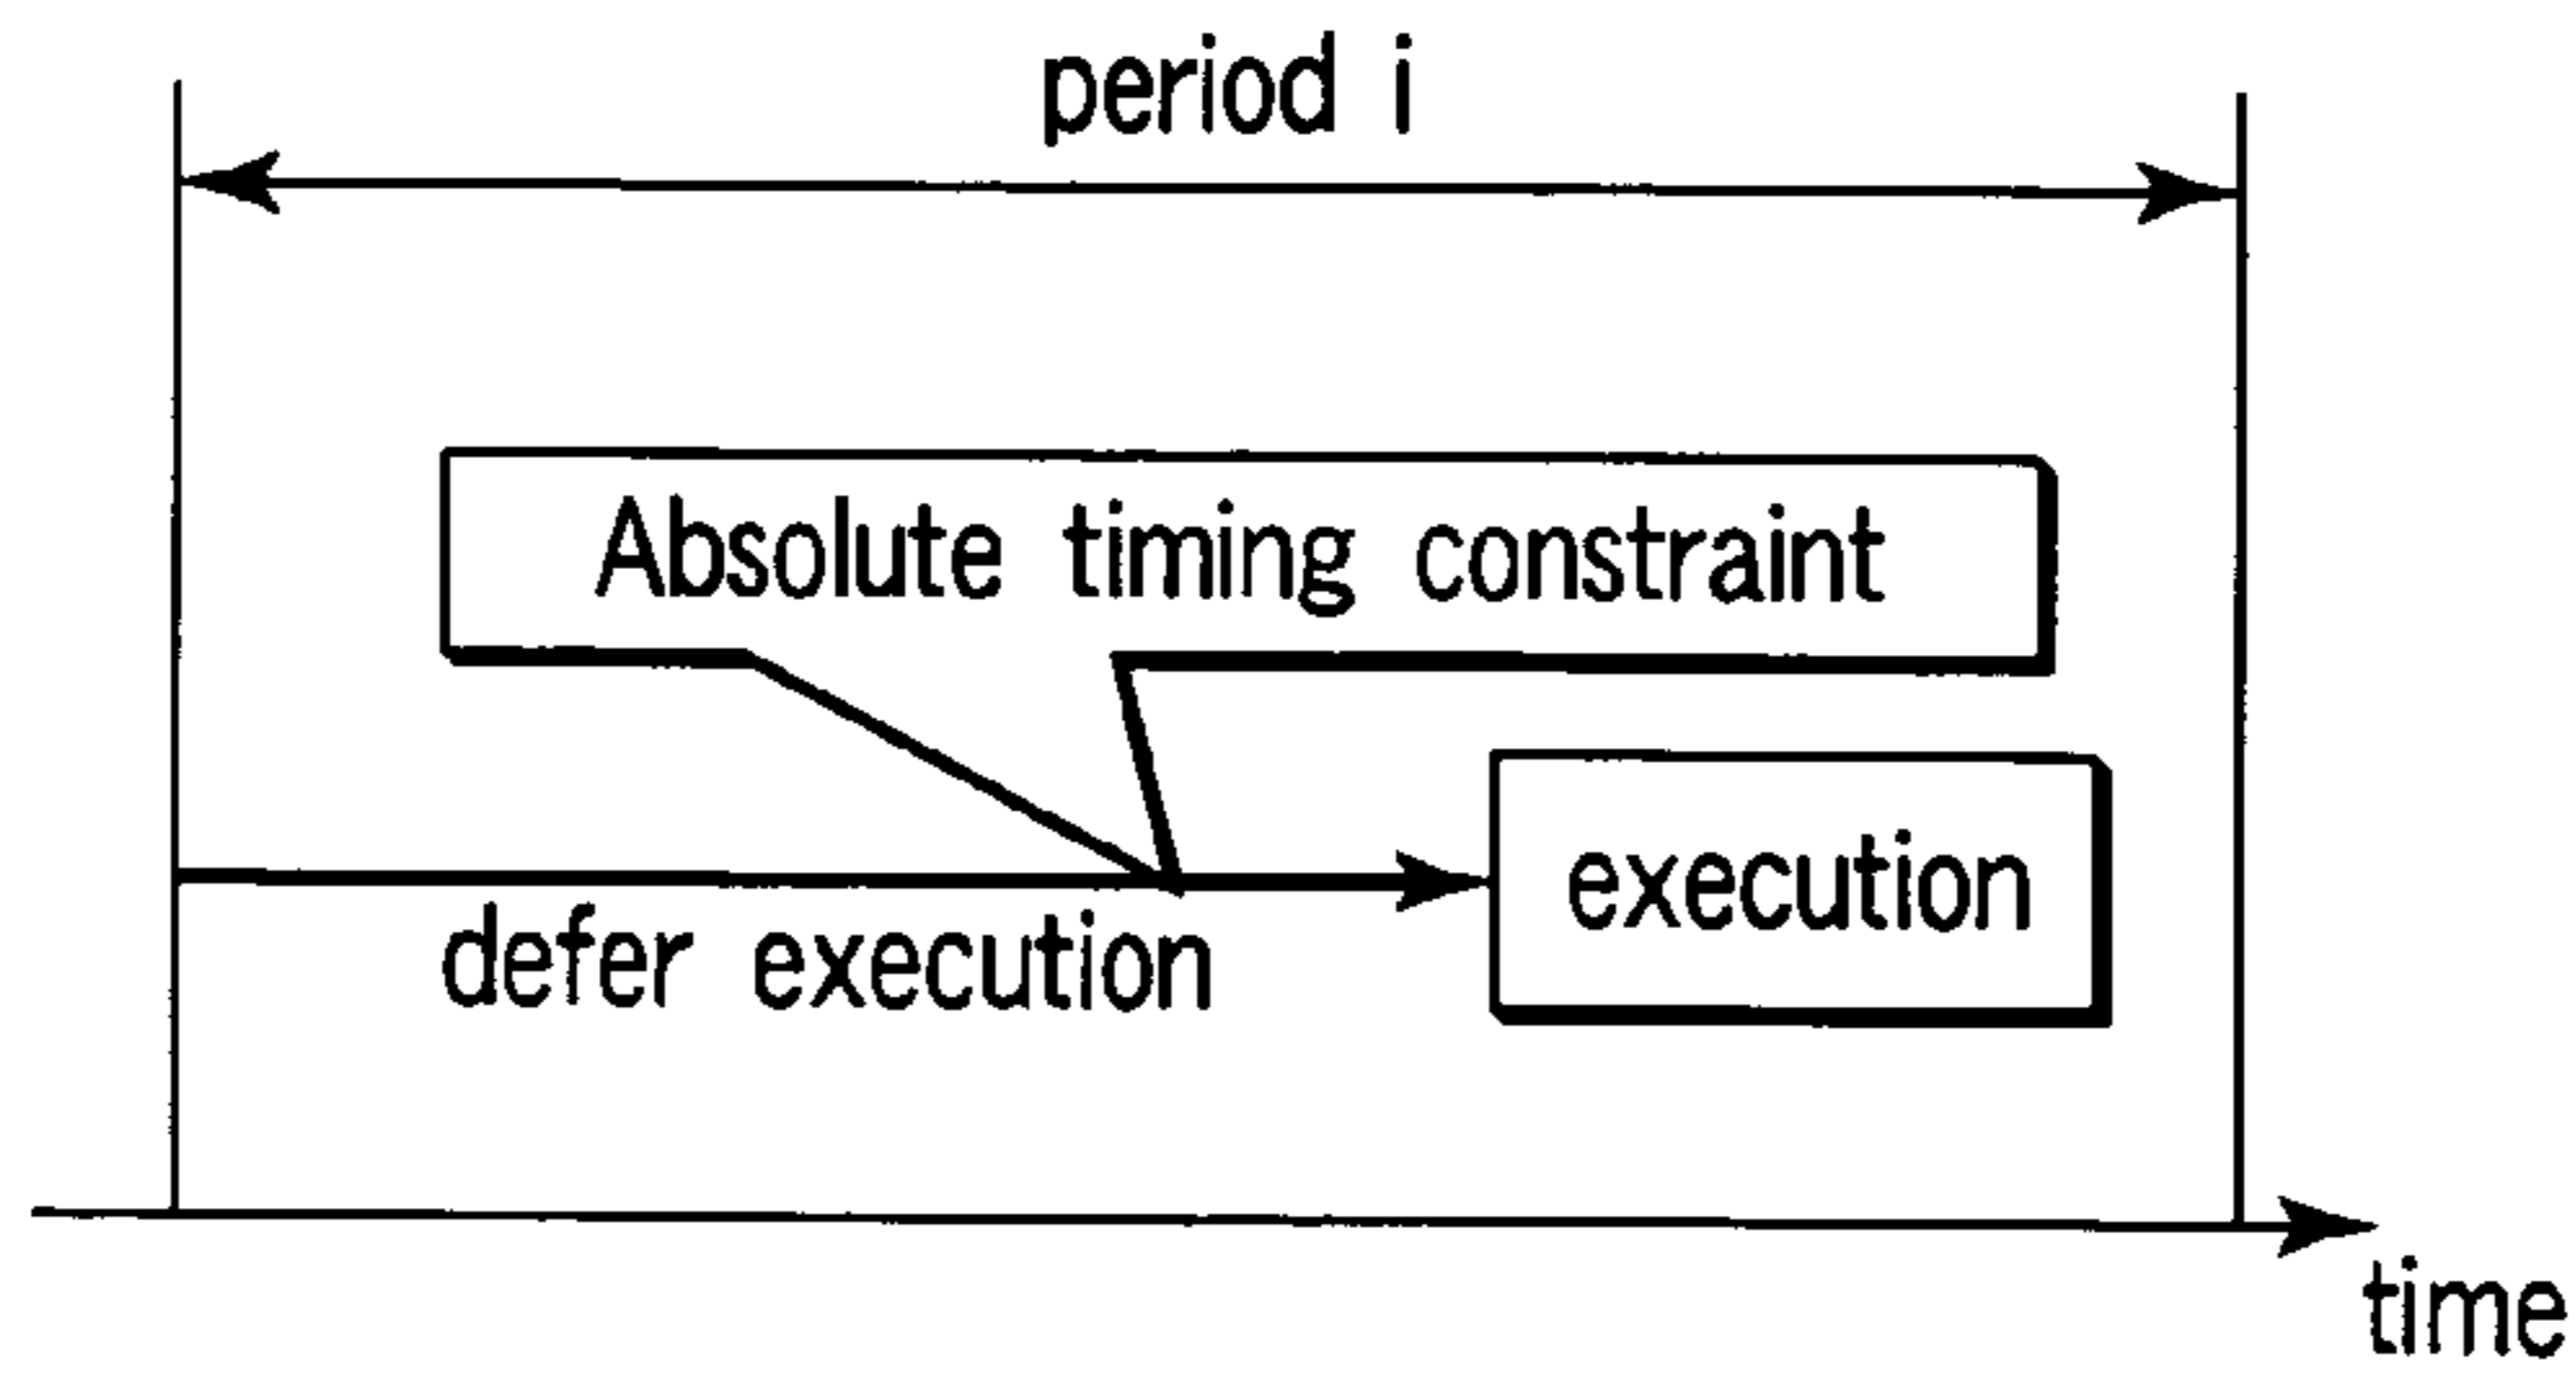 period i
Absolute timing constraint
execution
defer execution
time